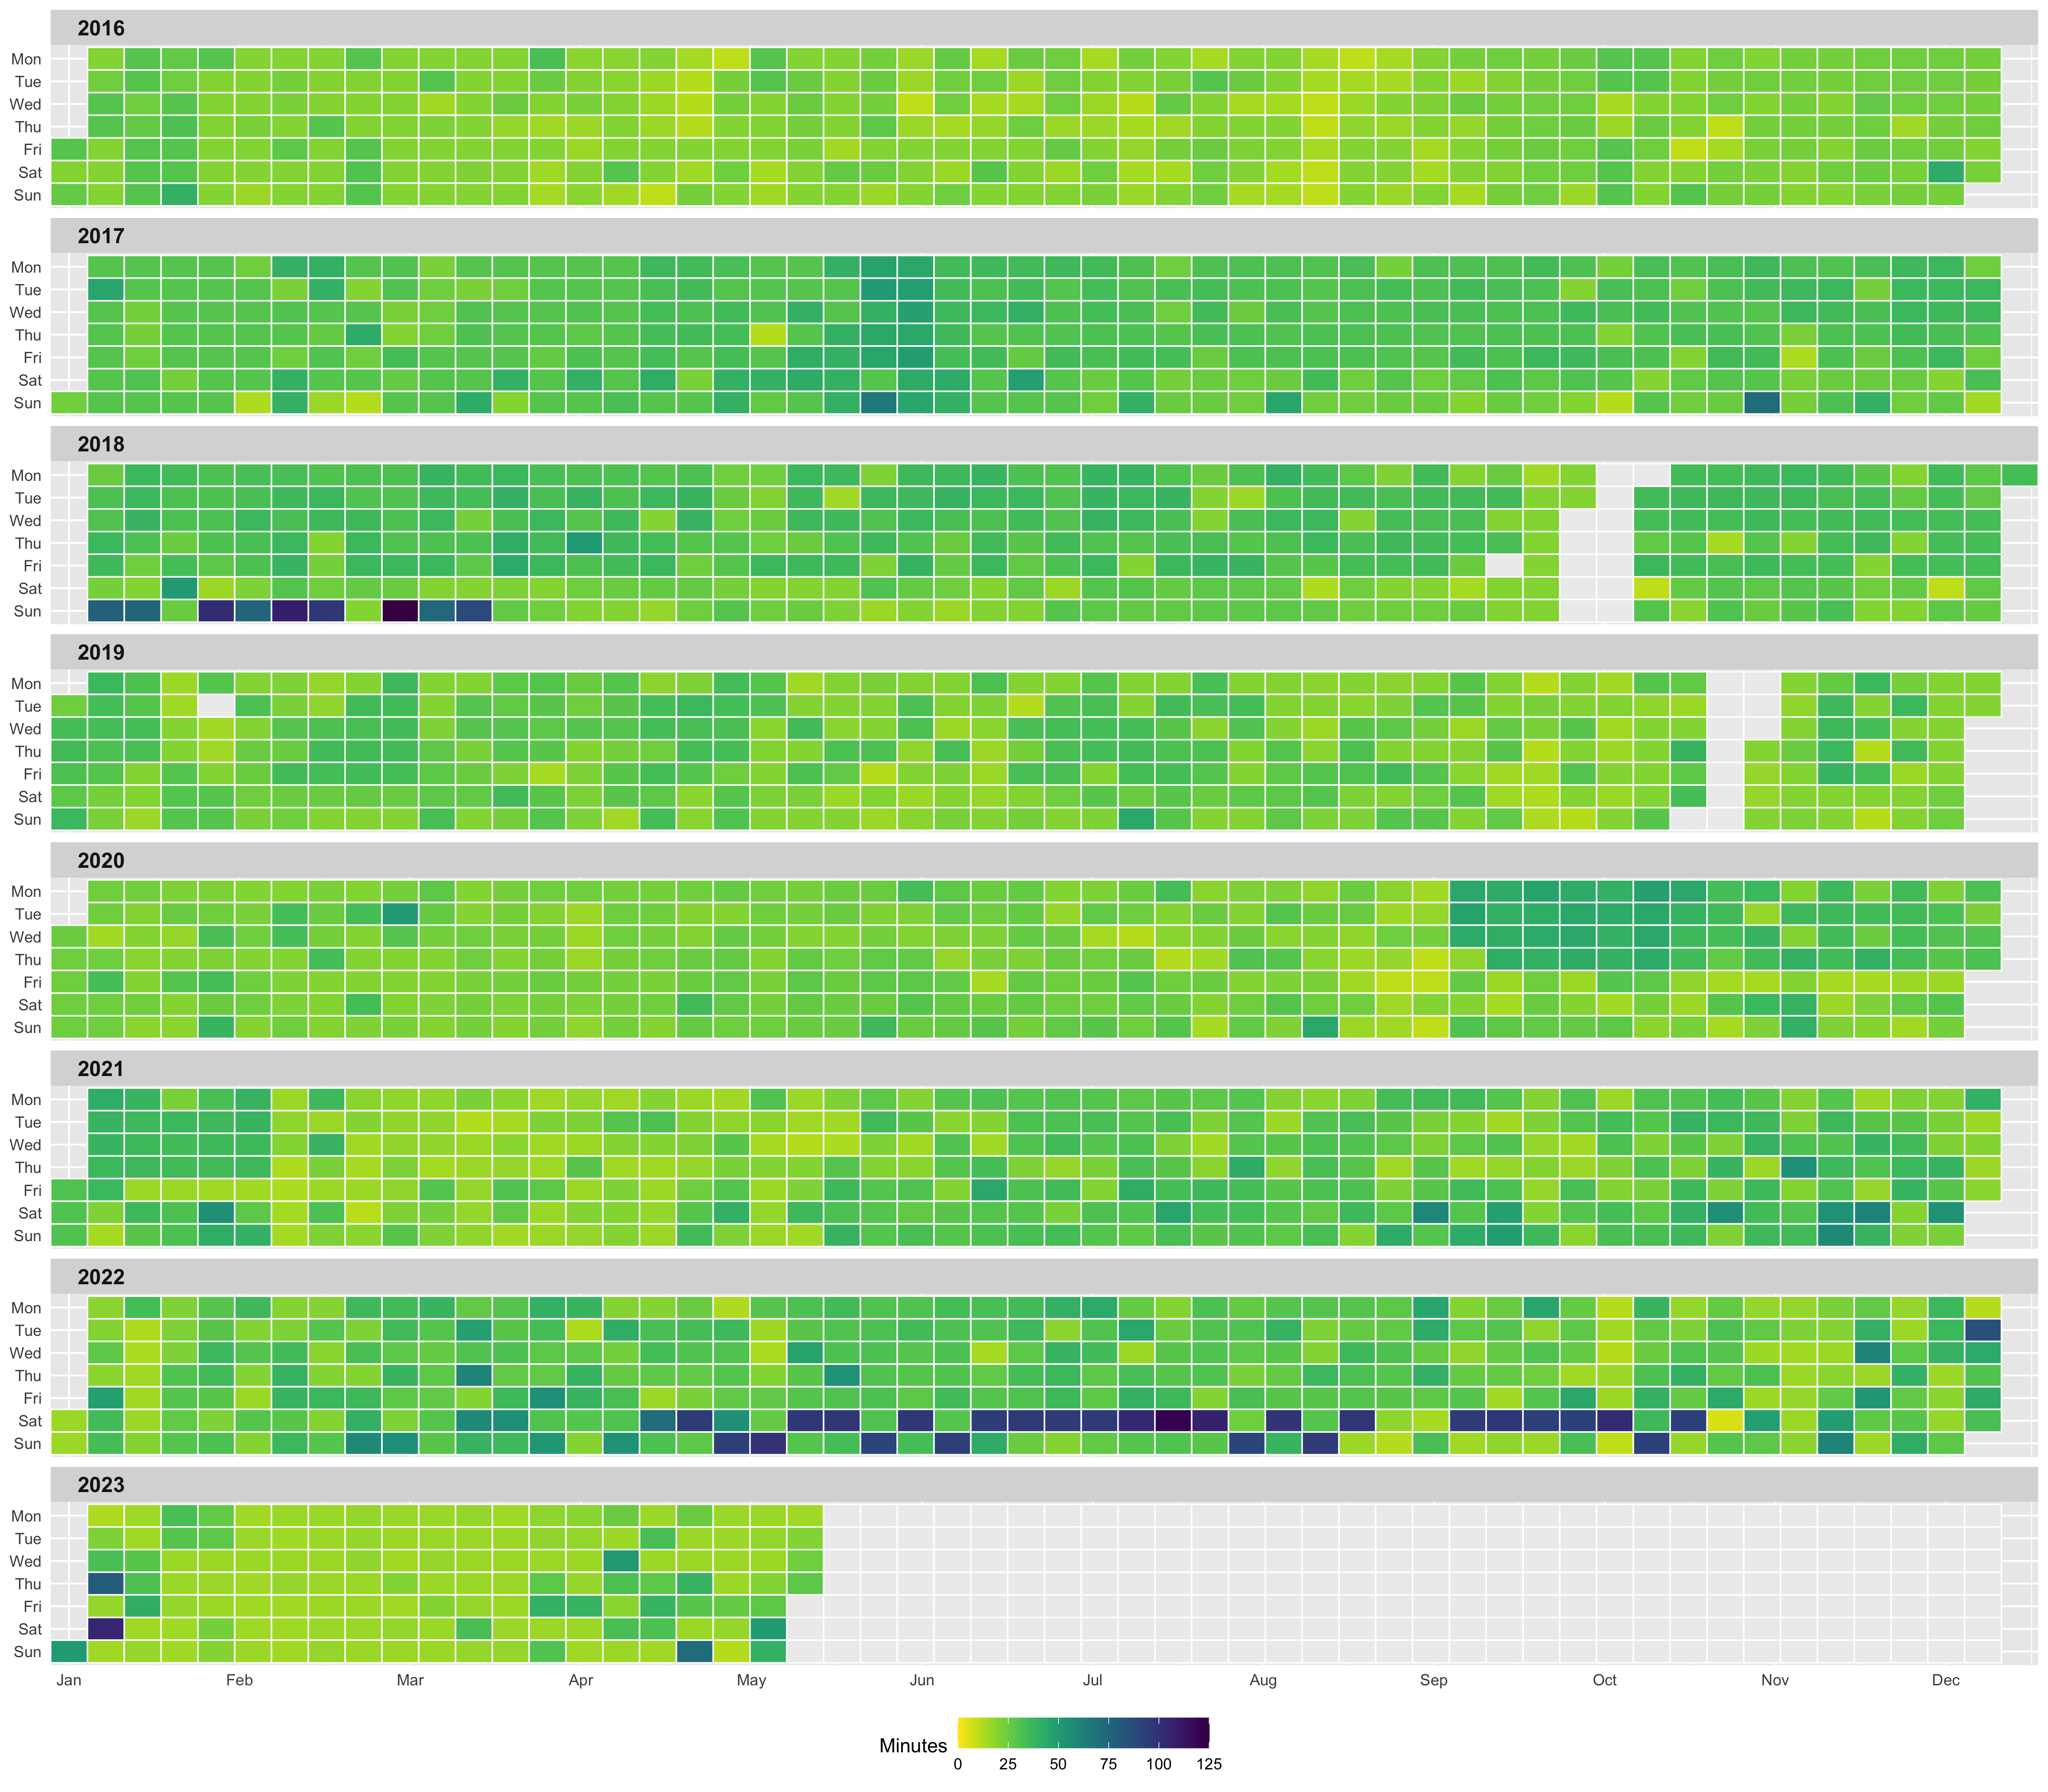 2016
Mon
Tue
Wed
Thu
Fri
Sat
Sun
2017
Mon
Tue
Wed
Thu
Fri
Sat
Sun
2018
Mon
Tue
Wed
Thu
Fri
Sat
Sun
2019
Mon
Tue
Wed
Thu
Fri
Sat
Sun
2020
Mon
Tue
Wed
Thu
Fri
Sat
Sun
2021
Mon
Tue
Wed
Thu
Fri
Sat
Sun
2022
Mon
Tue
Wed
Thu
Fri
Sat
Sun
2023
Mon
Tue
Wed
Thu
Fri
Sat
Sun
Jan Feb Mar Apr May Jun Jul Aug Sep Oct Nov Dec
Minutes
0 25 50 75 100 125